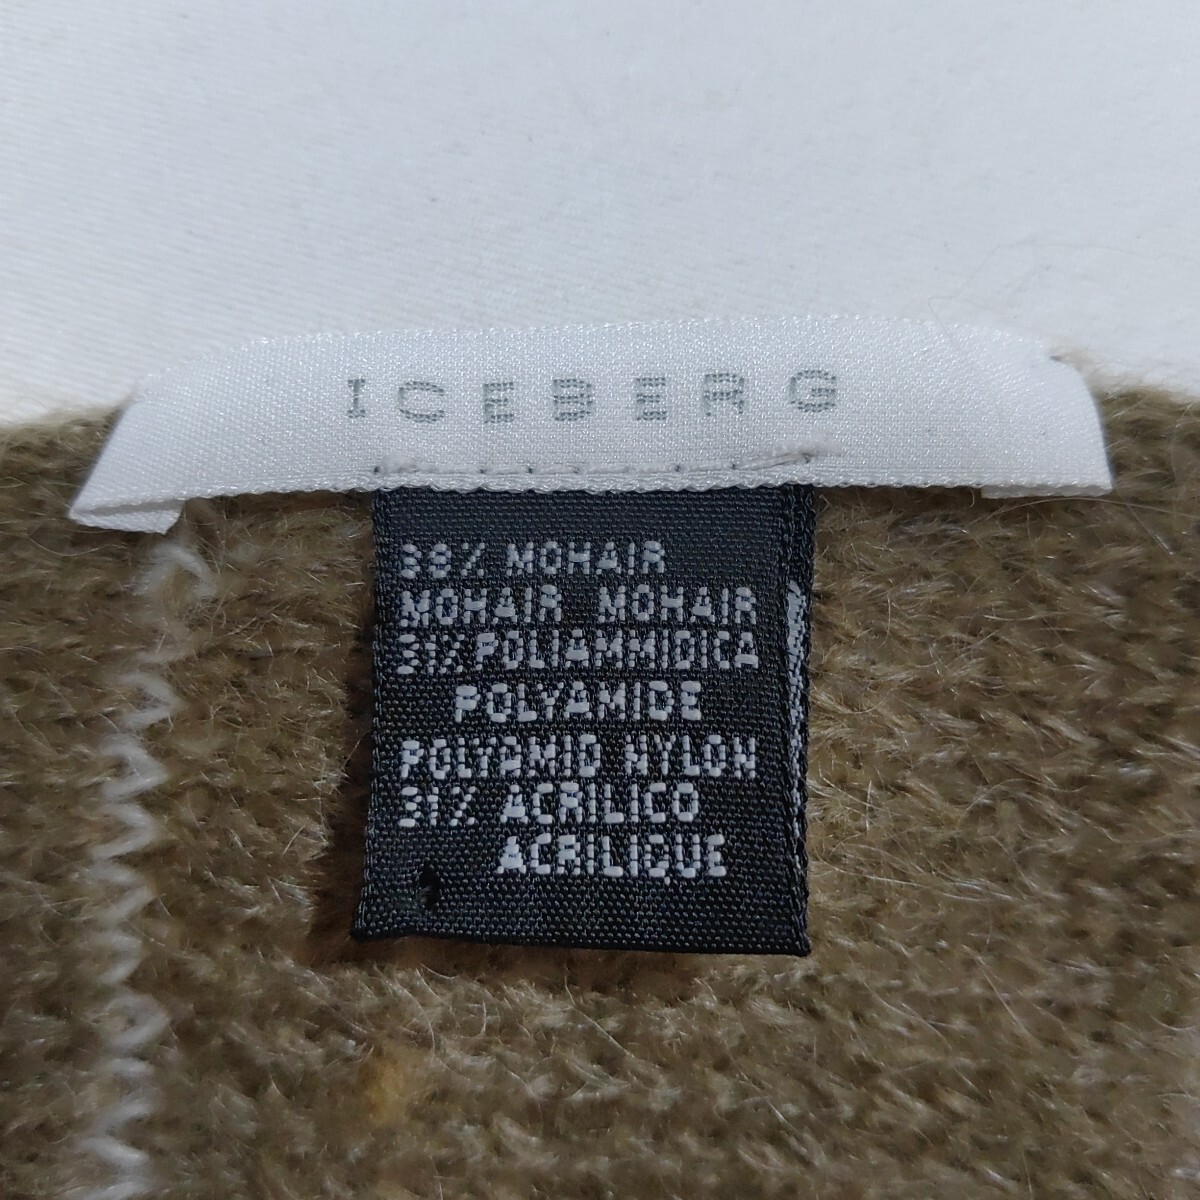 ICEBERG
38% MOHAIR
MOHAIR MOHAIR
31% POLIAMMIDICA
POLYAMIDE
POLYAMID NYLON
31% ACRILICO
ACRILIQUE